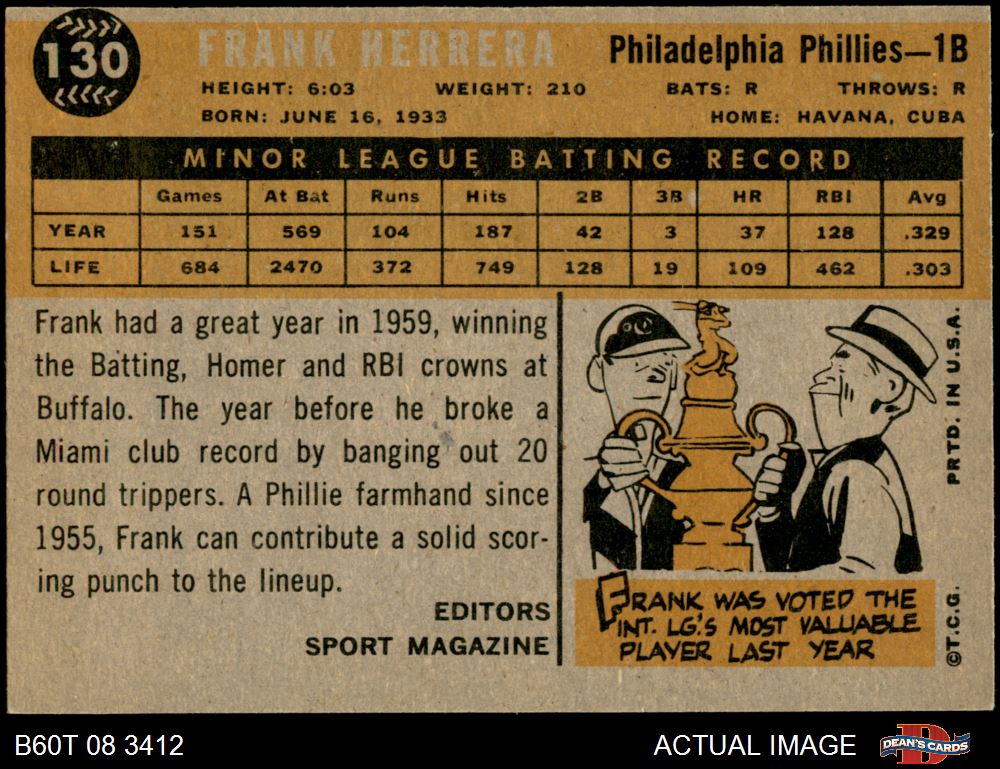 130
FRANK HERRERA
Philadelphia Phillies—1B
HEIGHT: 6:03 WEIGHT: 210 BATS: R THROWS: R
BORN: JUNE 16, 1933 HOME: HAVANA, CUBA
MINOR LEAGUE BATTING RECORD
Games At Bat Runs Hits 2B 3B HR RBI Avg
YEAR 151 569 104 187 42 3 37 128 .329
LIFE 684 2470 372 749 128 19 109 462 .303
Frank had a great year in 1959, winning
the Batting, Homer and RBI crowns at
Buffalo. The year before he broke a
Miami club record by banging out 20
round trippers. A Phillie farmhand since
1955, Frank can contribute a solid scor-
ing punch to the lineup.
EDITORS
SPORT MAGAZINE
FRANK WAS VOTED THE
INT. LG.'S MOST VALUABLE
PLAYER LAST YEAR
PRTD. IN U.S.A.
©T.C.G.
B60T 08 3412
ACTUAL IMAGE
DEAN'S CARDS